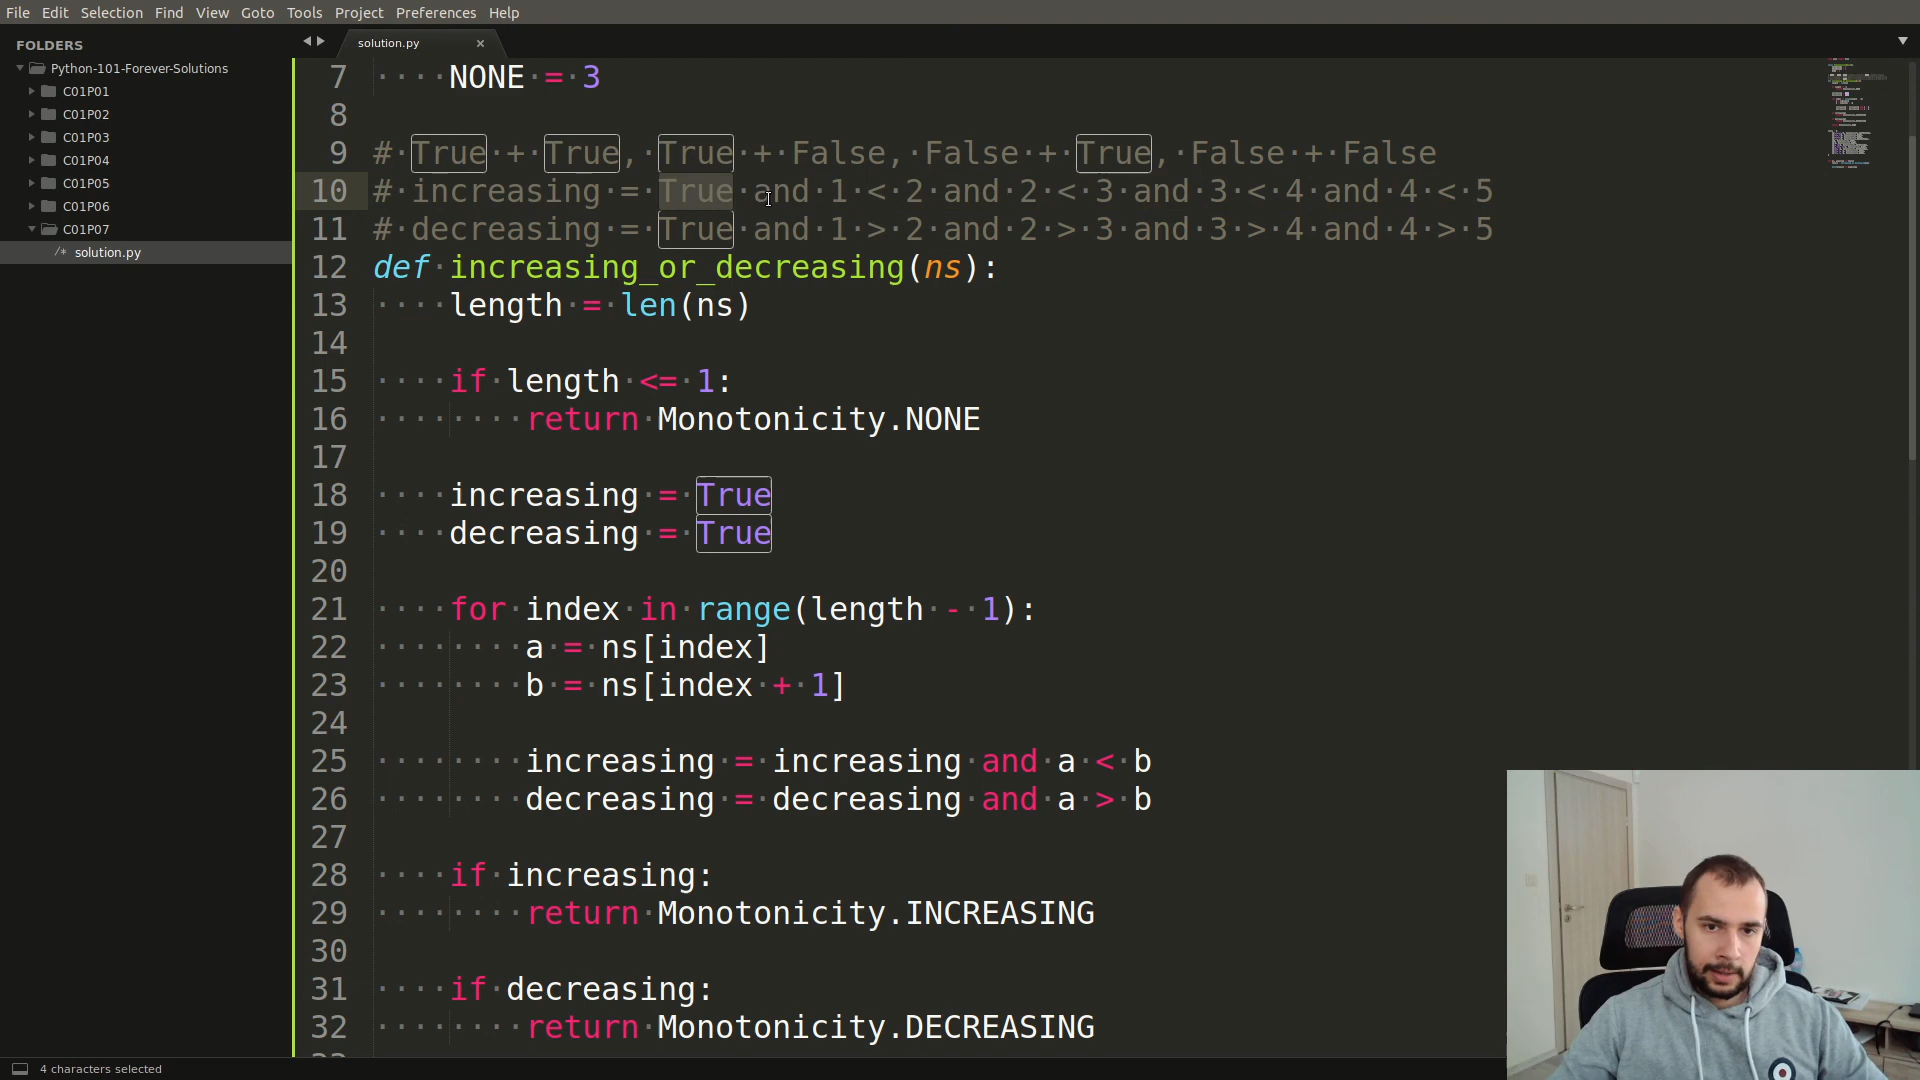 File Edit Selection Find View Goto Tools Project Preferences Help
FOLDERS
Python-101-Forever-Solutions
C01P01
C01P02
C01P03
C01P04
C01P05
C01P06
C01P07
/* solution.py
solution.py ×
7 NONE = 3
8
9 # True + True, True + False, False + True, False + False
10 # increasing = True and 1 < 2 and 2 < 3 and 3 < 4 and 4 < 5
11 # decreasing = True and 1 > 2 and 2 > 3 and 3 > 4 and 4 > 5
12 def increasing_or_decreasing(ns):
13 length = len(ns)
14
15 if length <= 1:
16 return Monotonicity.NONE
17
18 increasing = True
19 decreasing = True
20
21 for index in range(length - 1):
22 a = ns[index]
23 b = ns[index + 1]
24
25 increasing = increasing and a < b
26 decreasing = decreasing and a > b
27
28 if increasing:
29 return Monotonicity.INCREASING
30
31 if decreasing:
32 return Monotonicity.DECREASING
4 characters selected